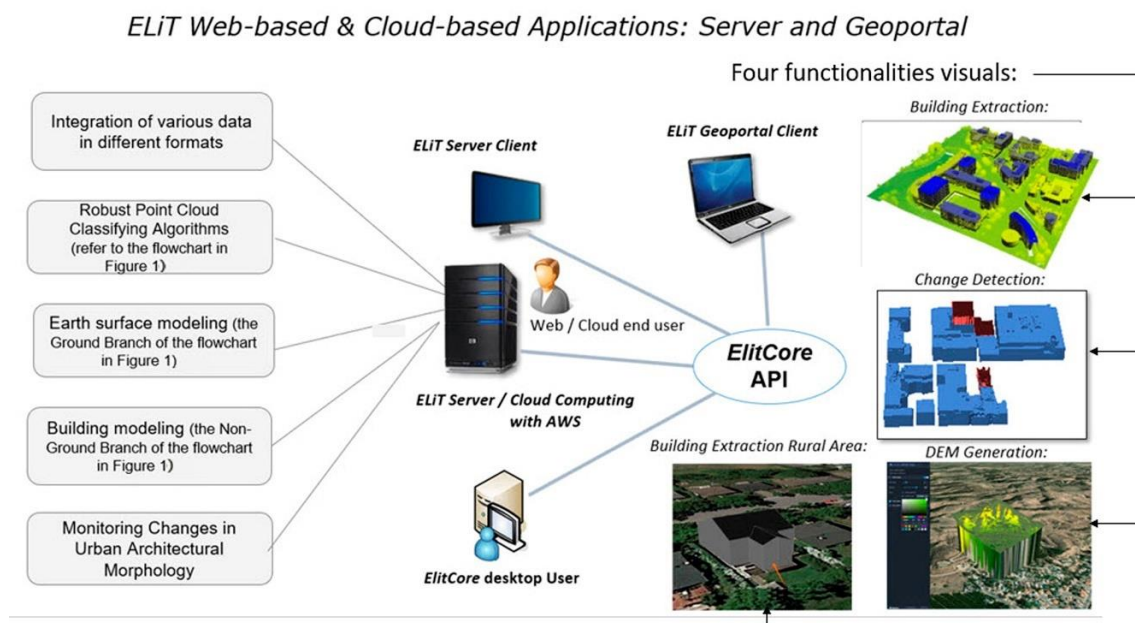 ELiT Web-based & Cloud-based Applications: Server and Geoportal
Four functionalities visuals:
Integration of various data
in different formats
Robust Point Cloud
Classifying Algorithms
(refer to the flowchart in
Figure 1)
Earth surface modeling (the
Ground Branch of the flowchart
in Figure 1)
Building modeling (the Non-
Ground Branch of the flowchart
in Figure 1)
Monitoring Changes in
Urban Architectural
Morphology
ELiT Server Client
ELiT Geoportal Client
Web / Cloud end user
ELiT Server / Cloud Computing
with AWS
ElitCore
API
ElitCore desktop User
Building Extraction:
Change Detection:
Building Extraction Rural Area:
DEM Generation: